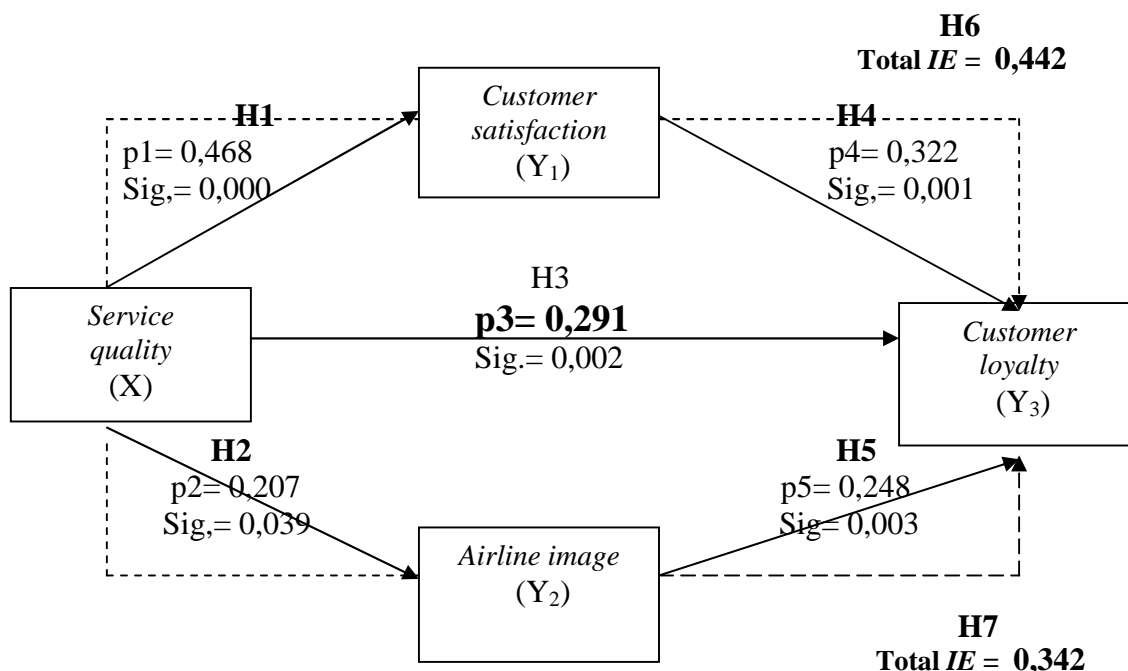 H6
Total IE = 0,442
Customer
satisfaction
(Y₁)
H1
p1= 0,468
Sig,= 0,000
H4
p4= 0,322
Sig,= 0,001
H3
p3= 0,291
Sig.= 0,002
Service
quality
(X)
Customer
loyalty
(Y₃)
H2
p2= 0,207
Sig,= 0,039
H5
p5= 0,248
Sig= 0,003
Airline image
(Y₂)
H7
Total IE = 0,342